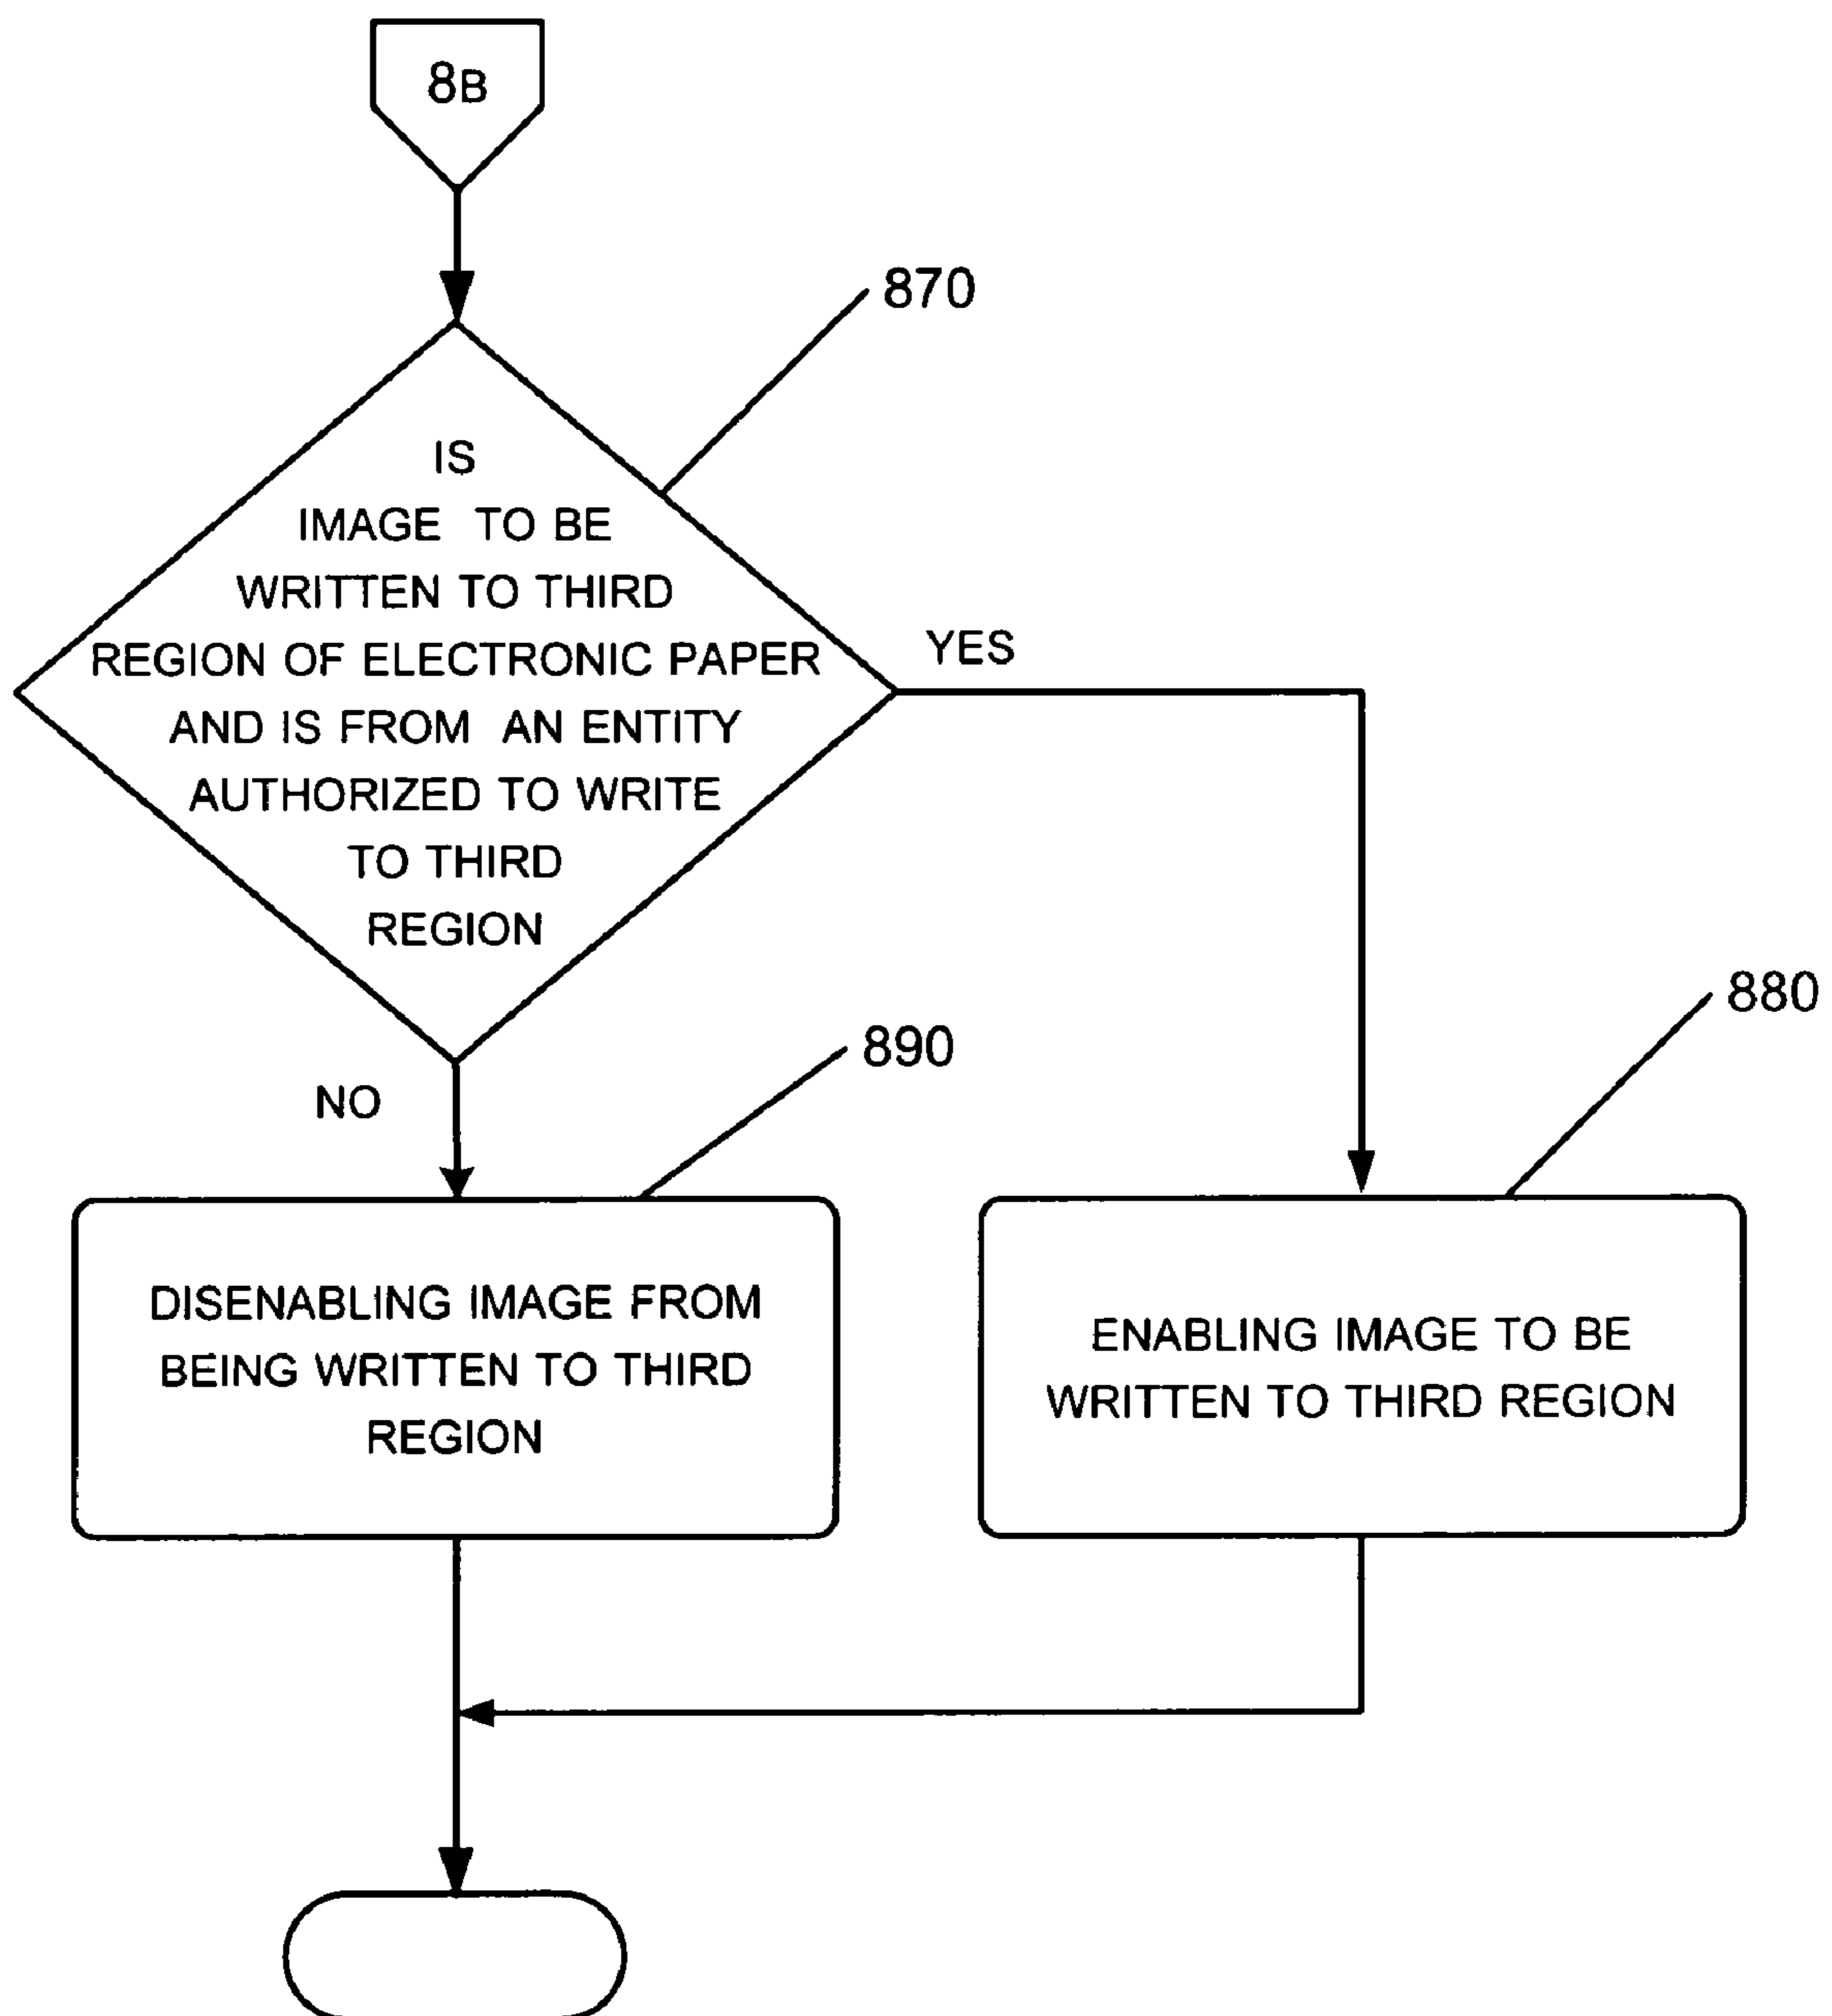 8B
870
IS
IMAGE TO BE
WRITTEN TO THIRD
REGION OF ELECTRONIC PAPER
AND IS FROM AN ENTITY
AUTHORIZED TO WRITE
TO THIRD
REGION
YES
NO
890
880
DISENABLING IMAGE FROM
BEING WRITTEN TO THIRD
REGION
ENABLING IMAGE TO BE
WRITTEN TO THIRD REGION